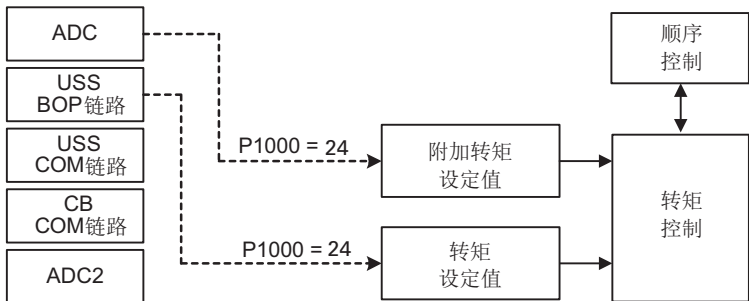 ADC
USS
BOP链路
USS
COM链路
CB
COM链路
ADC2
P1000 = 24
P1000 = 24
附加转矩
设定值
转矩
设定值
顺序
控制
转矩
控制